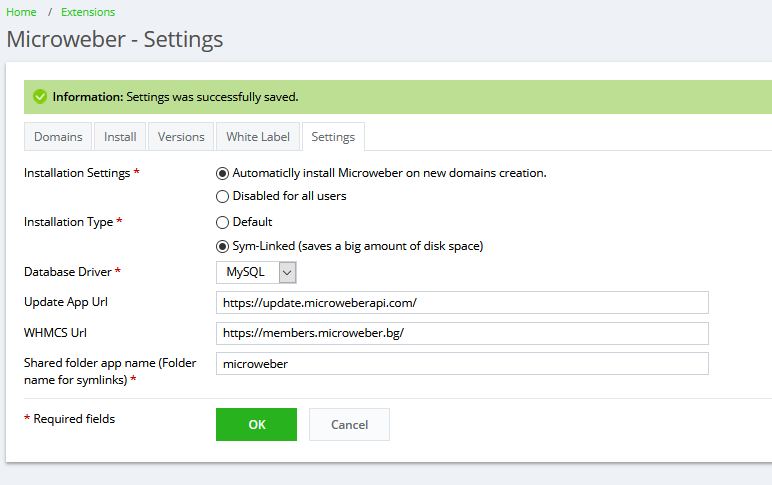 Home / Extensions
Microweber - Settings
Information: Settings was successfully saved.
Domains Install Versions White Label Settings
Installation Settings * Automaticlly install Microweber on new domains creation.
Disabled for all users
Installation Type * Default
Sym-Linked (saves a big amount of disk space)
Database Driver * MySQL
Update App Url https://update.microweberapi.com/
WHMCS Url https://members.microweber.bg/
Shared folder app name (Folder
name for symlinks) * microweber
* Required fields OK Cancel